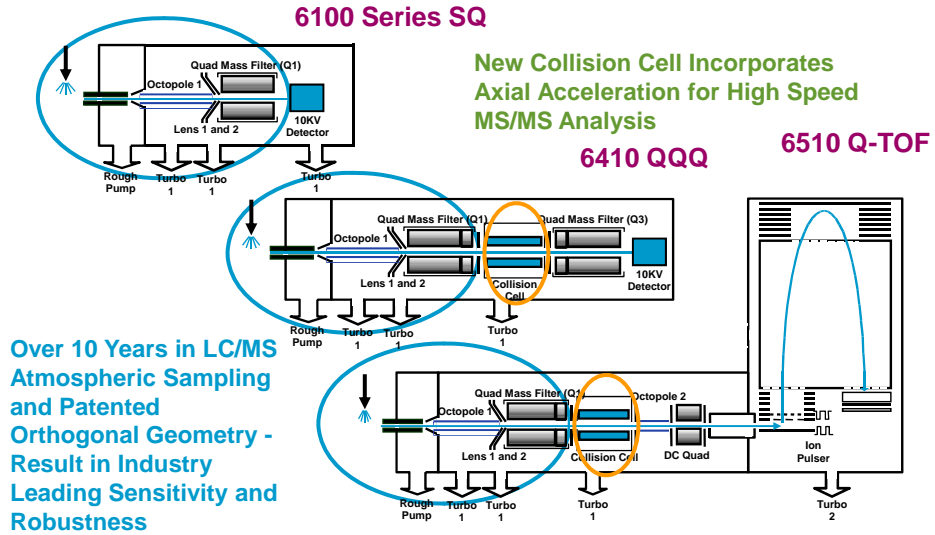 6100 Series SQ
Quad Mass Filter (Q1)
Octopole 1
Lens 1 and 2
10KV
Detector
Rough
Pump
Turbo
1
Turbo
1
Turbo
1
New Collision Cell Incorporates
Axial Acceleration for High Speed
MS/MS Analysis
6410 QQQ
6510 Q-TOF
Quad Mass Filter (Q1)
Quad Mass Filter (Q3)
Octopole 1
Lens 1 and 2
Collision
Cell
10KV
Detector
Rough
Pump
Turbo
1
Turbo
1
Turbo
1
Over 10 Years in LC/MS
Atmospheric Sampling
and Patented
Orthogonal Geometry -
Result in Industry
Leading Sensitivity and
Robustness
Quad Mass Filter (Q1)
Octopole 2
Octopole 1
Lens 1 and 2
Collision Cell
DC Quad
Ion
Pulser
Rough
Pump
Turbo
1
Turbo
1
Turbo
1
Turbo
2